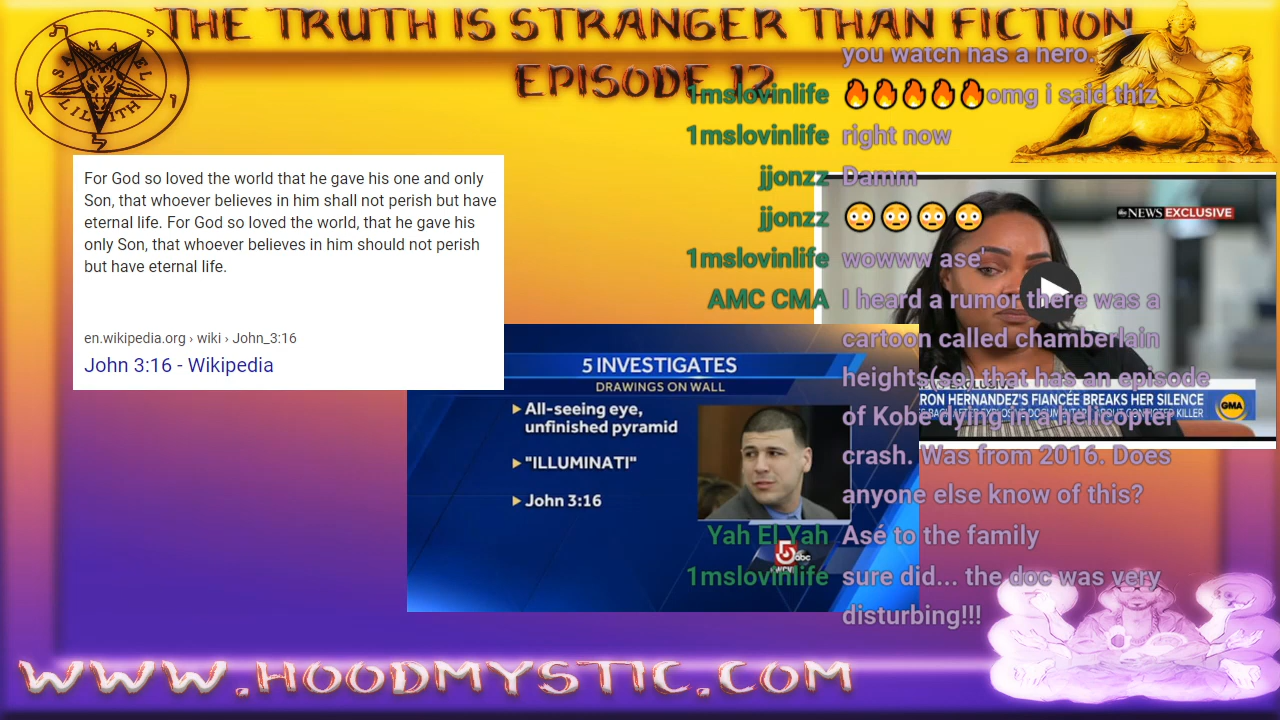 THE TRUTH IS STRANGER THAN FICTION
EPISODE 12
SAMAEL
LILITH
For God so loved the world that he gave his one and only
Son, that whoever believes in him shall not perish but have
eternal life. For God so loved the world, that he gave his
only Son, that whoever believes in him should not perish
but have eternal life.
en.wikipedia.org › wiki › John_3:16
John 3:16 - Wikipedia
5 INVESTIGATES
DRAWINGS ON WALL
All-seeing eye,
unfinished pyramid
"ILLUMINATI"
John 3:16
5 abc
WCVB
abc NEWS EXCLUSIVE
NEWS EXCLUSIVE
RON HERNANDEZ'S FIANCÉE BREAKS HER SILENCE
GMA
you watch has a hero.
1mslovinlife 🔥🔥🔥🔥🔥omg i said thiz
1mslovinlife right now
jjonzz Damm
jjonzz 😳😳😳😳
1mslovinlife wowww ase'
AMC CMA I heard a rumor there was a
cartoon called chamberlain
heights(so) that has an episode
of Kobe dying in a helicopter
crash. Was from 2016. Does
anyone else know of this?
Yah El Yah Asé to the family
1mslovinlife sure did... the doc was very
disturbing!!!
WWW.HOODMYSTIC.COM